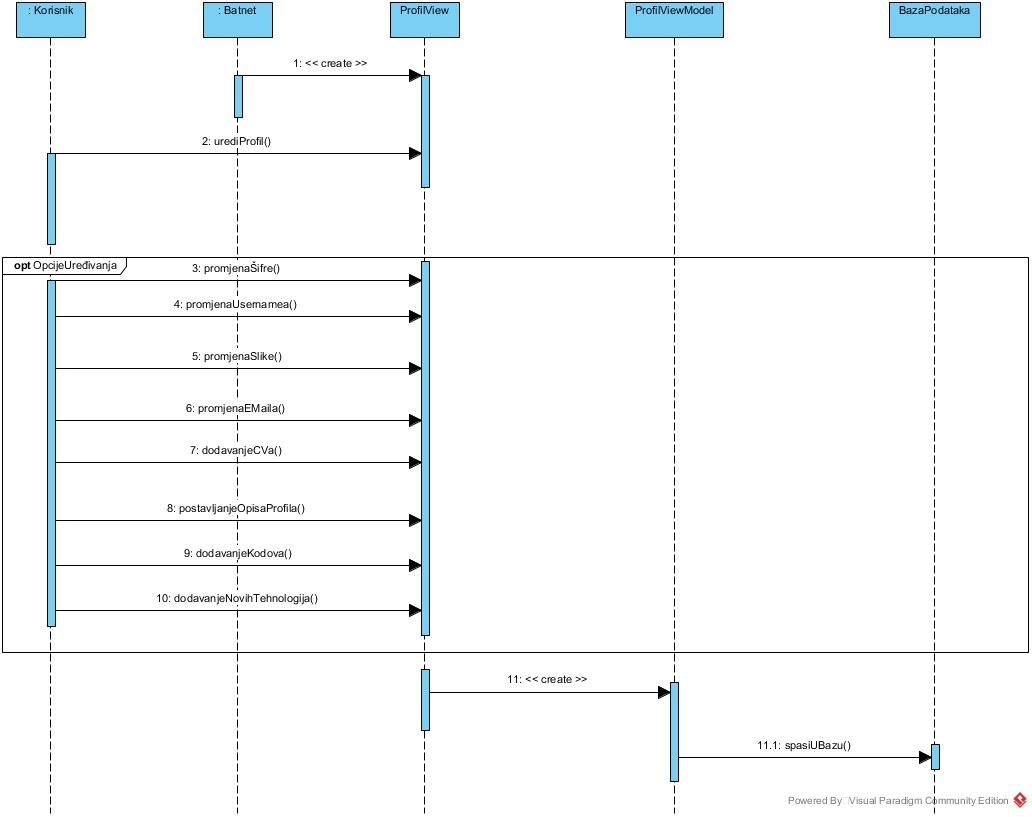 : Korisnik
: Batnet
ProfilView
ProfilViewModel
BazaPodataka
1: << create >>
2: urediProfil()
opt OpcijeUređivanja
3: promjenaŠifre()
4: promjenaUsernamea()
5: promjenaSlike()
6: promjenaEMaila()
7: dodavanjeCVa()
8: postavljanjeOpisaProfila()
9: dodavanjeKodova()
10: dodavanjeNovihTehnologija()
11: << create >>
11.1: spasiUBazu()
Powered By Visual Paradigm Community Edition